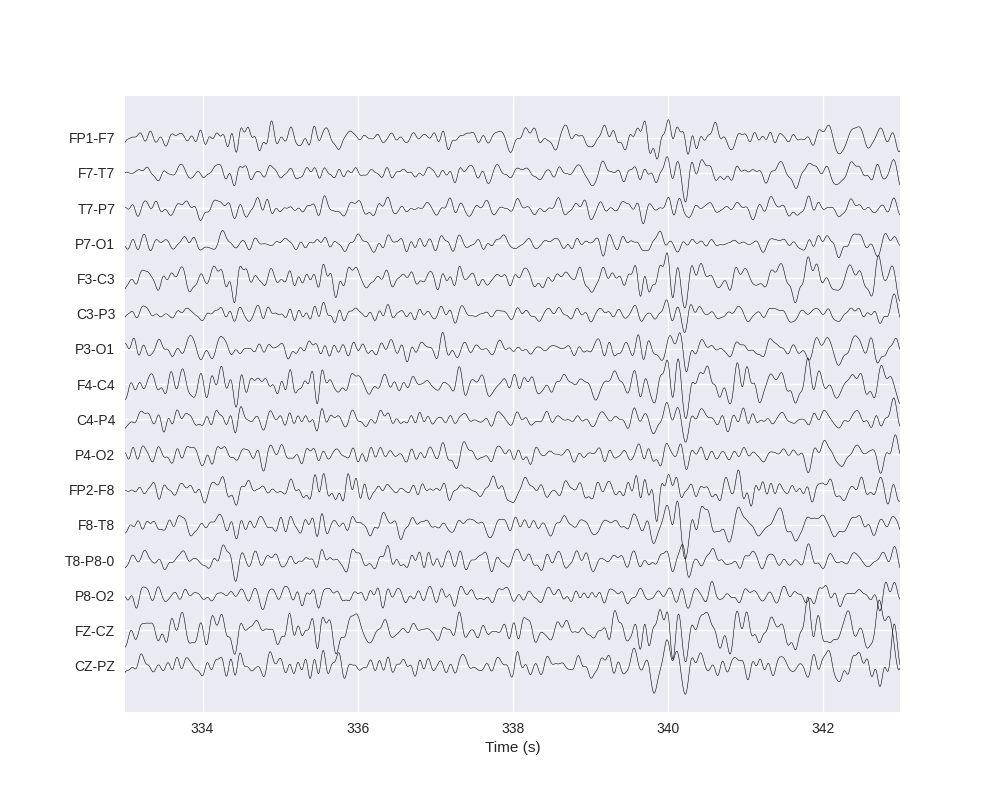 FP1-F7
F7-T7
T7-P7
P7-O1
F3-C3
C3-P3
P3-O1
F4-C4
C4-P4
P4-O2
FP2-F8
F8-T8
T8-P8-0
P8-O2
FZ-CZ
CZ-PZ
334 336 338 340 342
Time (s)